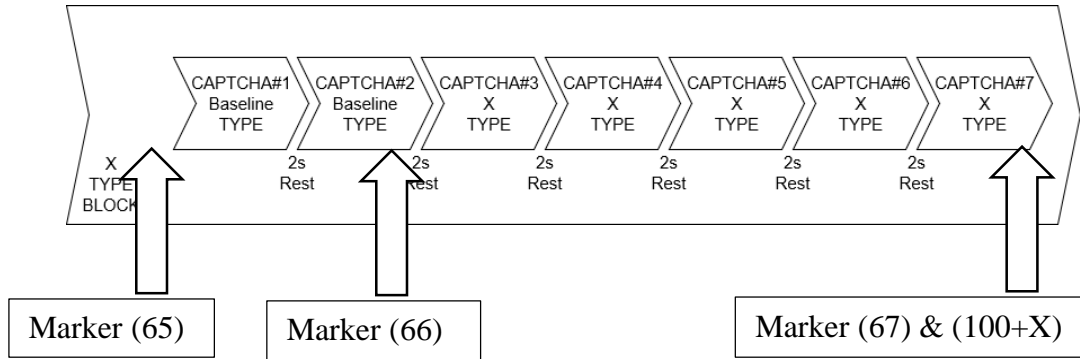 CAPTCHA#1
Baseline
TYPE
CAPTCHA#2
Baseline
TYPE
CAPTCHA#3
X
TYPE
CAPTCHA#4
X
TYPE
CAPTCHA#5
X
TYPE
CAPTCHA#6
X
TYPE
CAPTCHA#7
X
TYPE
X
TYPE
BLOCK
2s
Rest
2s
Rest
2s
Rest
2s
Rest
2s
Rest
2s
Rest
Marker (65)
Marker (66)
Marker (67) & (100+X)